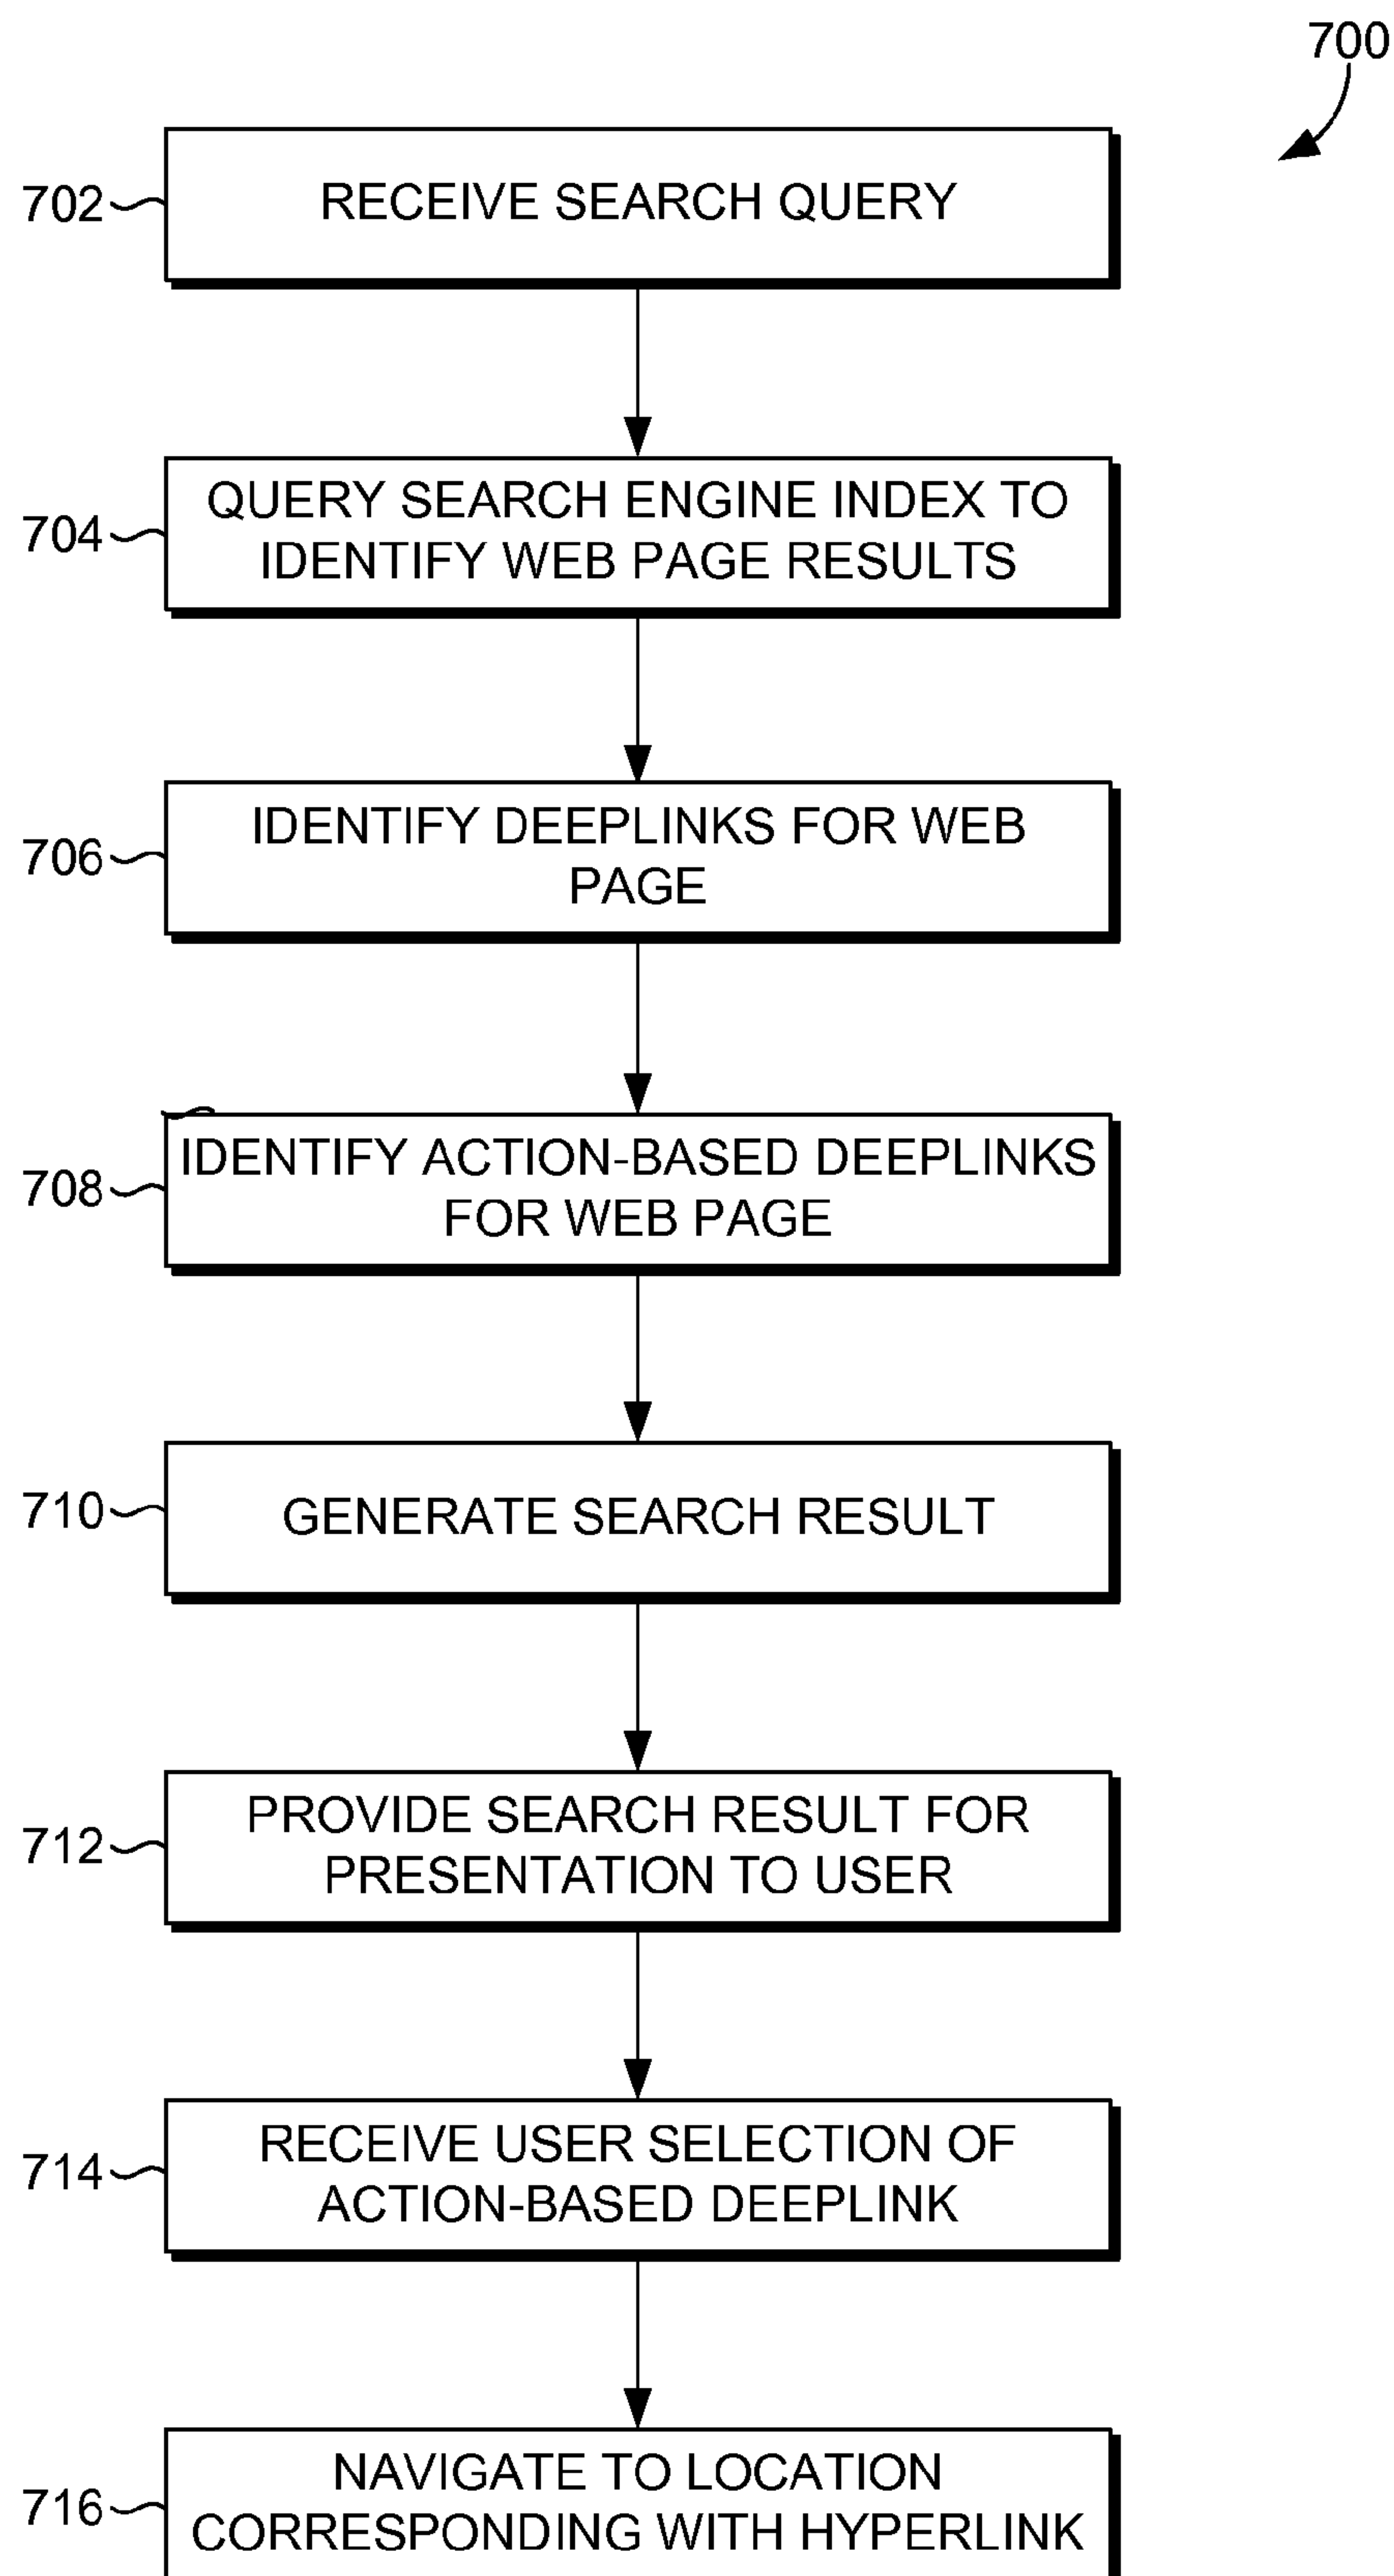 700
702
RECEIVE SEARCH QUERY
704
QUERY SEARCH ENGINE INDEX TO
IDENTIFY WEB PAGE RESULTS
706
IDENTIFY DEEPLINKS FOR WEB
PAGE
708
IDENTIFY ACTION-BASED DEEPLINKS
FOR WEB PAGE
710
GENERATE SEARCH RESULT
712
PROVIDE SEARCH RESULT FOR
PRESENTATION TO USER
714
RECEIVE USER SELECTION OF
ACTION-BASED DEEPLINK
716
NAVIGATE TO LOCATION
CORRESPONDING WITH HYPERLINK